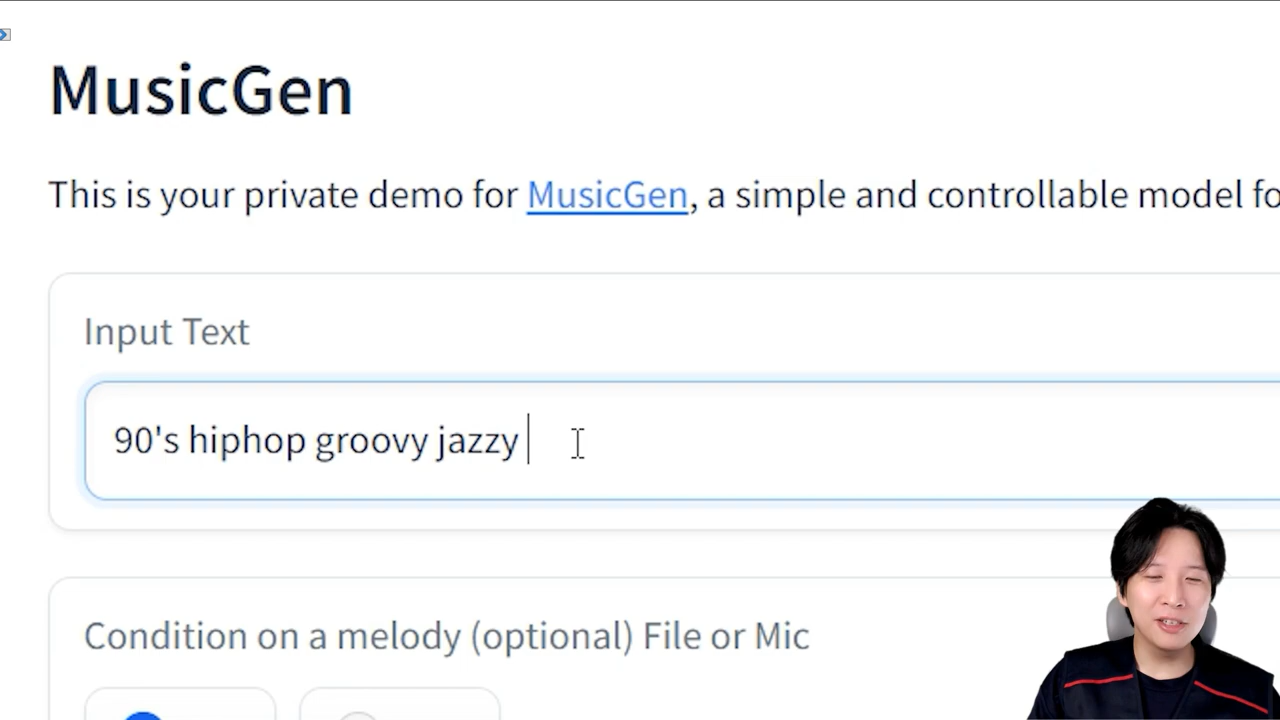 MusicGen
This is your private demo for MusicGen, a simple and controllable model
Input Text
90's hiphop groovy jazzy
Condition on a melody (optional) File or Mic